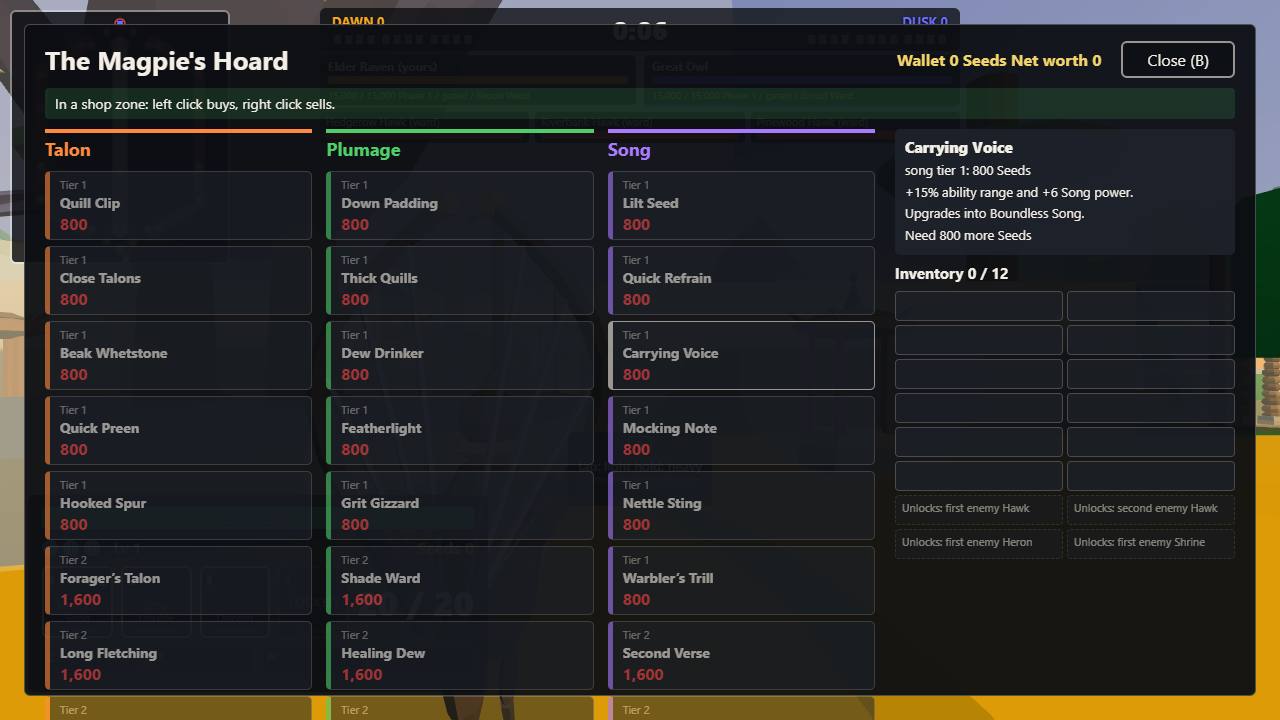 DAWN 0
0:06
DUSK 0
The Magpie's Hoard
Wallet 0 Seeds Net worth 0
Close (B)
Elder Raven (yours)
Great Owl
In a shop zone: left click buys, right click sells.
Talon
Tier 1
Quill Clip
800
Tier 1
Close Talons
800
Tier 1
Beak Whetstone
800
Tier 1
Quick Preen
800
Tier 1
Hooked Spur
800
Tier 2
Forager's Talon
1,600
Tier 2
Long Fletching
1,600
Tier 2
Plumage
Tier 1
Down Padding
800
Tier 1
Thick Quills
800
Tier 1
Dew Drinker
800
Tier 1
Featherlight
800
Tier 1
Grit Gizzard
800
Tier 2
Shade Ward
1,600
Tier 2
Healing Dew
1,600
Tier 2
Song
Tier 1
Lilt Seed
800
Tier 1
Quick Refrain
800
Tier 1
Carrying Voice
800
Tier 1
Mocking Note
800
Tier 1
Nettle Sting
800
Tier 1
Warbler's Trill
800
Tier 2
Second Verse
1,600
Tier 2
Carrying Voice
song tier 1: 800 Seeds
+15% ability range and +6 Song power.
Upgrades into Boundless Song.
Need 800 more Seeds
Inventory 0 / 12
Unlocks: first enemy Hawk
Unlocks: second enemy Hawk
Unlocks: first enemy Heron
Unlocks: first enemy Shrine